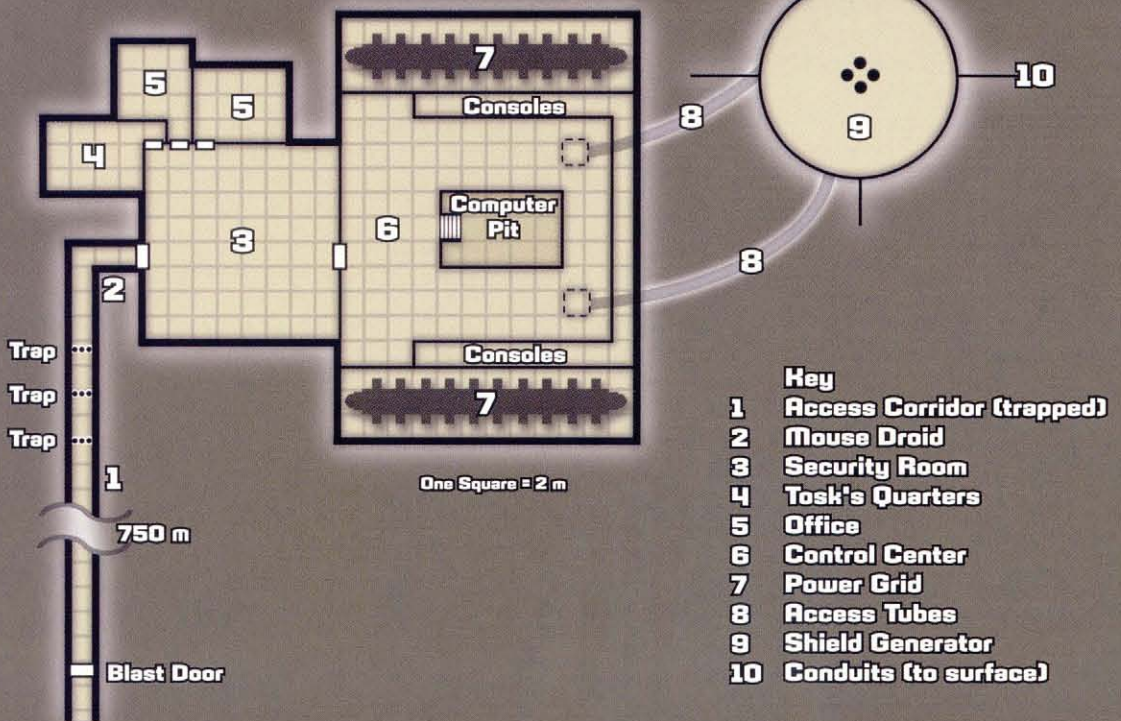 7
5
5
Consoles
8
10
9
4
Computer
Pit
3
6
8
2
Trap
Trap
Trap
Consoles
7
1
One Square = 2 m
750 m
Blast Door
Key
1 Access Corridor (trapped)
2 Mouse Droid
3 Security Room
4 Tosk's Quarters
5 Office
6 Control Center
7 Power Grid
8 Access Tubes
9 Shield Generator
10 Conduits (to surface)